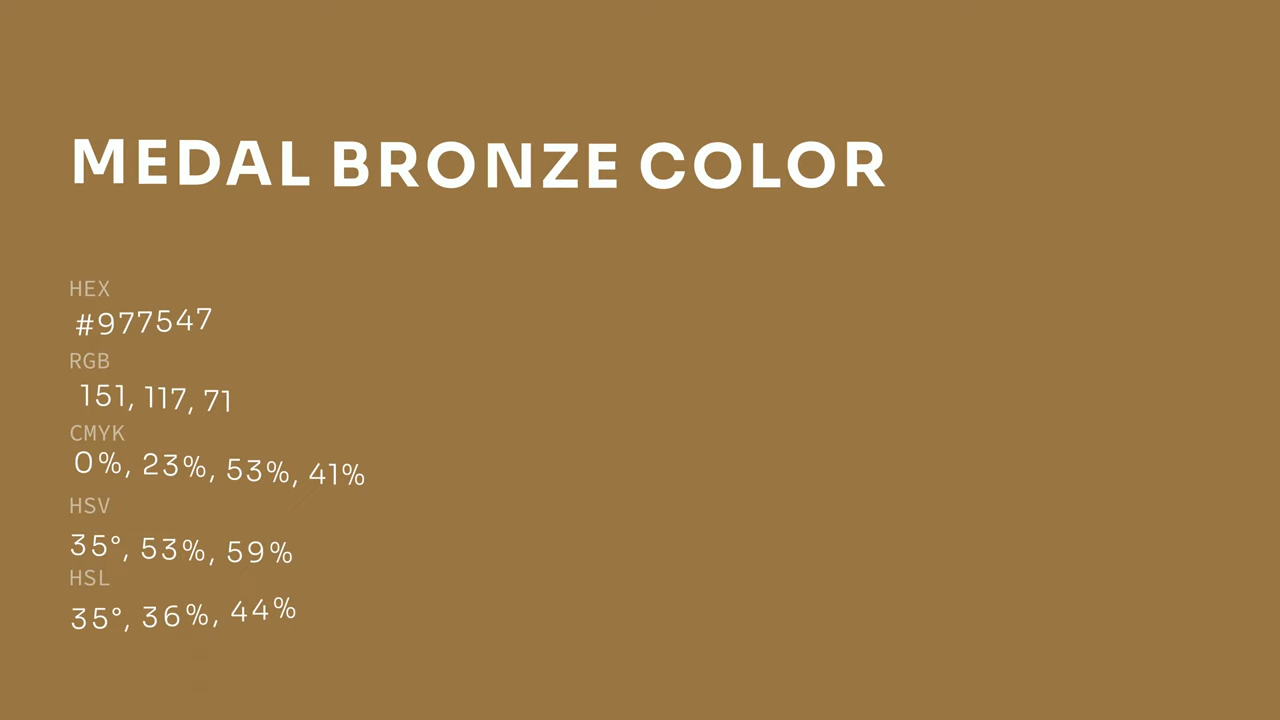 MEDAL BRONZE COLOR
HEX
#977547
RGB
151, 117, 71
CMYK
0%, 23%, 53%, 41%
HSV
35°, 53%, 59%
HSL
35°, 36%, 44%